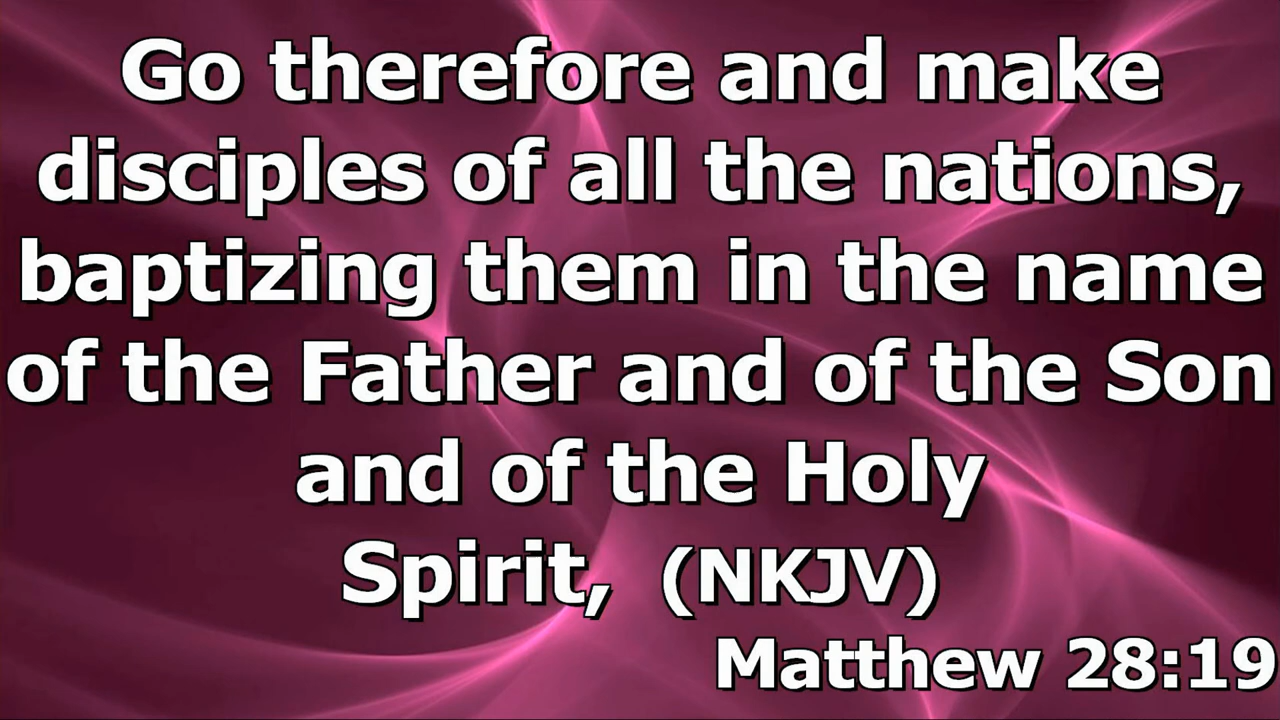 Go therefore and make
disciples of all the nations,
baptizing them in the name
of the Father and of the Son
and of the Holy
Spirit, (NKJV)
Matthew 28:19